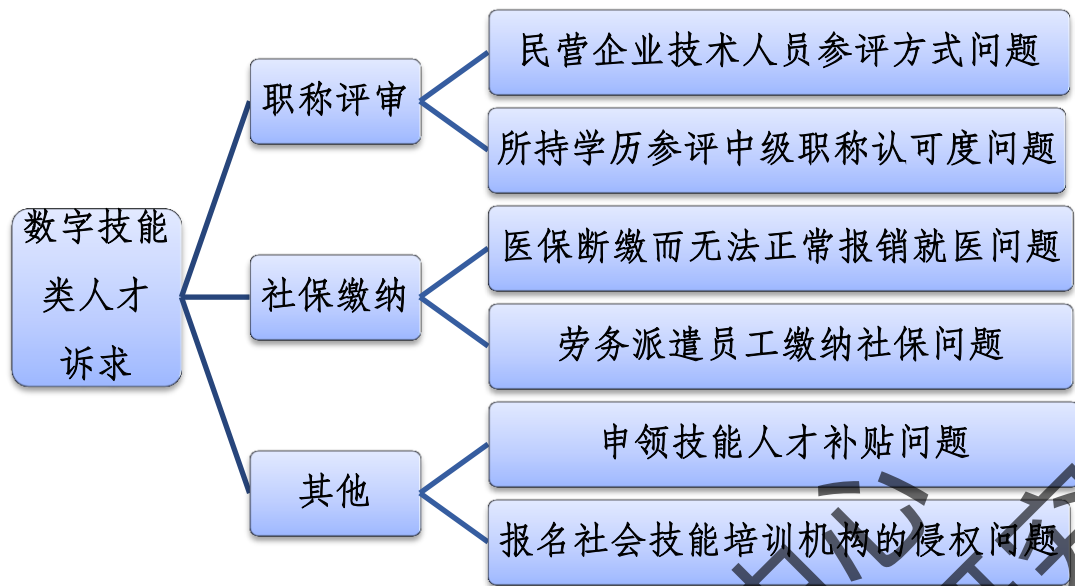 民营企业技术人员参评方式问题
职称评审
所持学历参评中级职称认可度问题
数字技能
类人才
诉求
医保断缴而无法正常报销就医问题
社保缴纳
劳务派遣员工缴纳社保问题
申领技能人才补贴问题
其他
报名社会技能培训机构的侵权问题